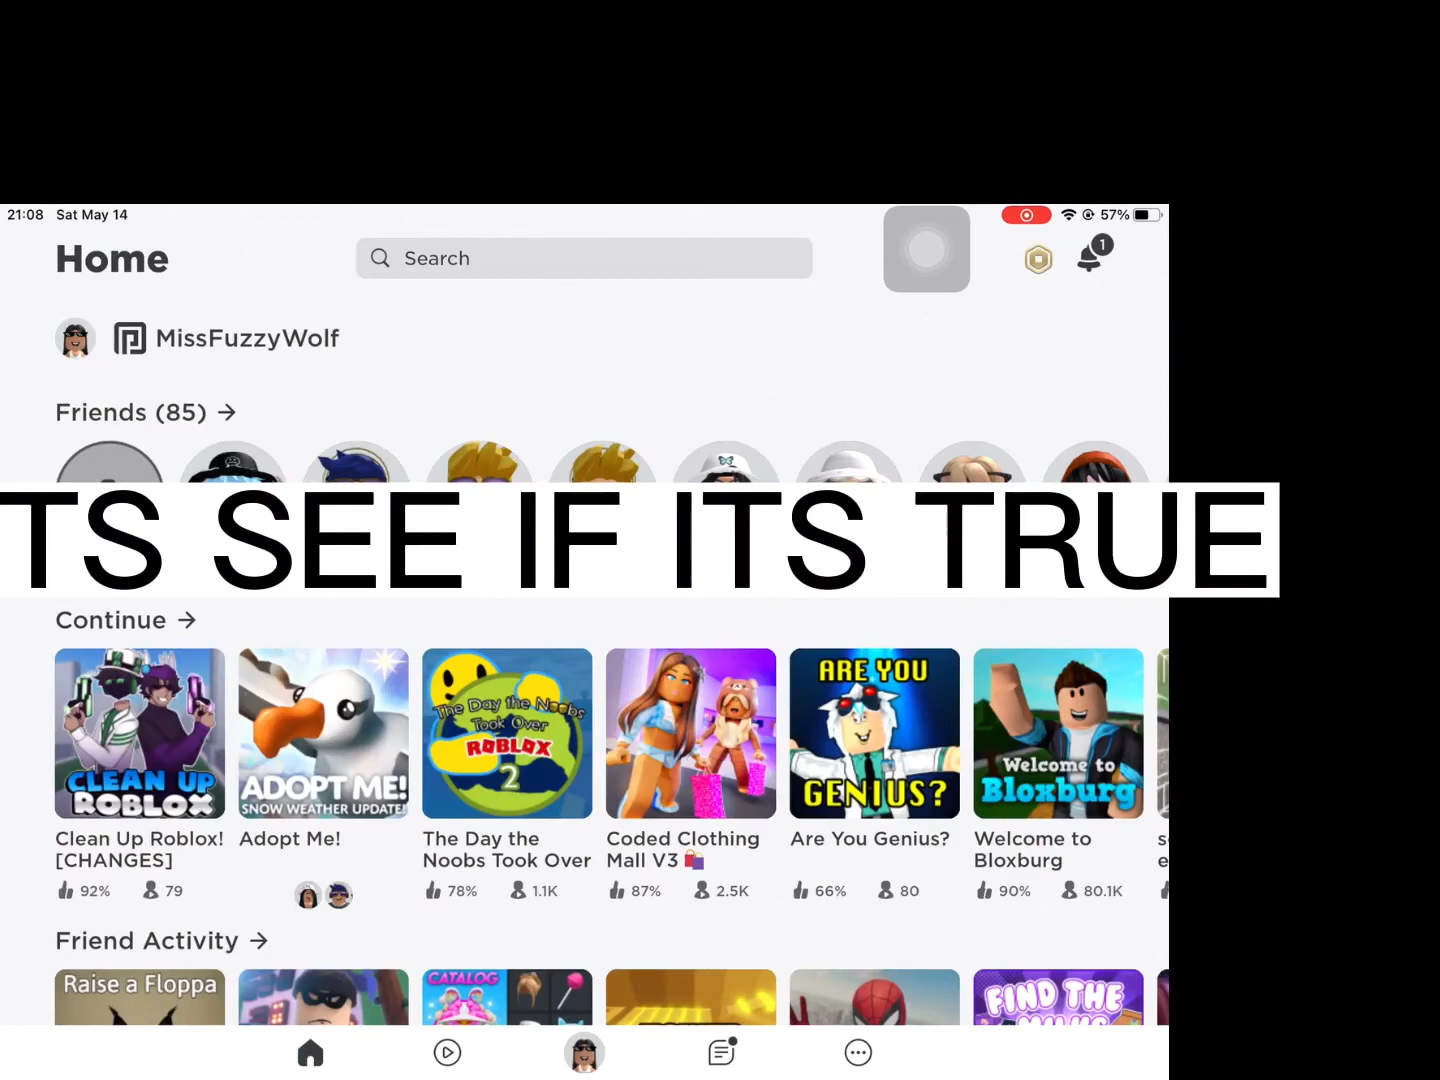 21:08 Sat May 14
57%
Home
Search
1
MissFuzzyWolf
Friends (85) →
TS SEE IF ITS TRUE
Continue →
CLEAN UP
ROBLOX
ADOPT ME!
SNOW WEATHER UPDATE!
The Day the Noobs
Took Over
ROBLOX
2
ARE YOU
GENIUS?
Welcome to
Bloxburg
Clean Up Roblox!
[CHANGES]
92% 79
Adopt Me!
The Day the
Noobs Took Over
78% 1.1K
Coded Clothing
Mall V3 🛍️
87% 2.5K
Are You Genius?
66% 80
Welcome to
Bloxburg
90% 80.1K
Friend Activity →
Raise a Floppa
CATALOG
FIND THE